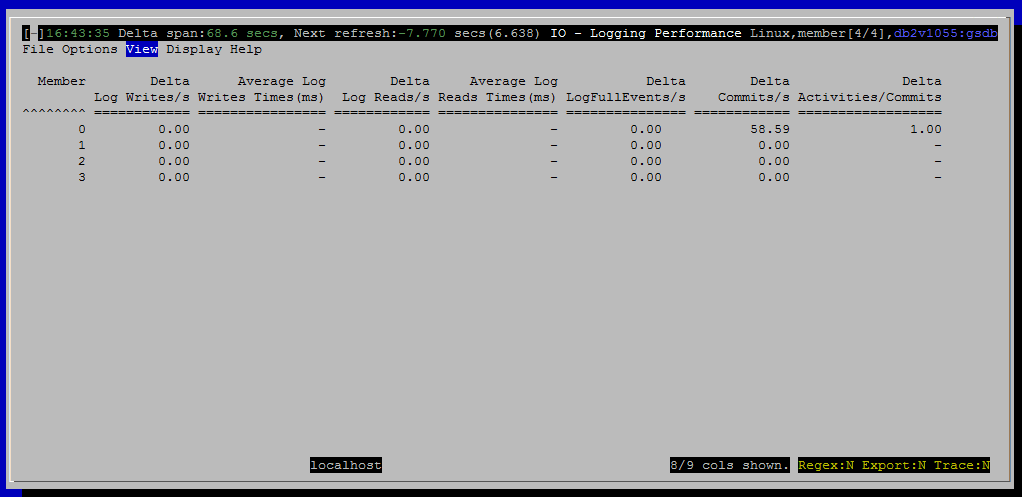 [-]16:43:35 Delta span:68.6 secs, Next refresh:-7.770 secs(6.638) IO - Logging Performance Linux,member[4/4],db2v1055:gsdb
File Options View Display Help
Member Delta Average Log Delta Average Log Delta Delta Delta
Log Writes/s Writes Times(ms) Log Reads/s Reads Times(ms) LogFullEvents/s Commits/s Activities/Commits
^^^^^^^^ ============ ================ ============ =============== =============== ============ ==================
0 0.00 - 0.00 - 0.00 58.59 1.00
1 0.00 - 0.00 - 0.00 0.00 -
2 0.00 - 0.00 - 0.00 0.00 -
3 0.00 - 0.00 - 0.00 0.00 -
localhost 8/9 cols shown. Regex:N Export:N Trace:N